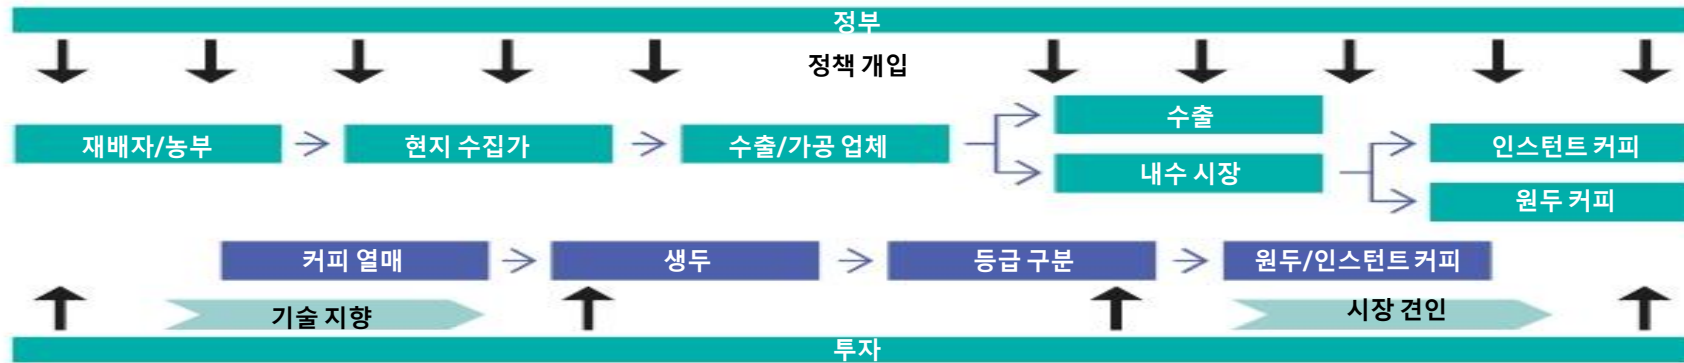 정부
정책 개입
재배자/농부
현지 수집가
수출/가공 업체
수출
내수 시장
인스턴트 커피
원두 커피
커피 열매
생두
등급 구분
원두/인스턴트커피
기술 지향
시장 견인
투자